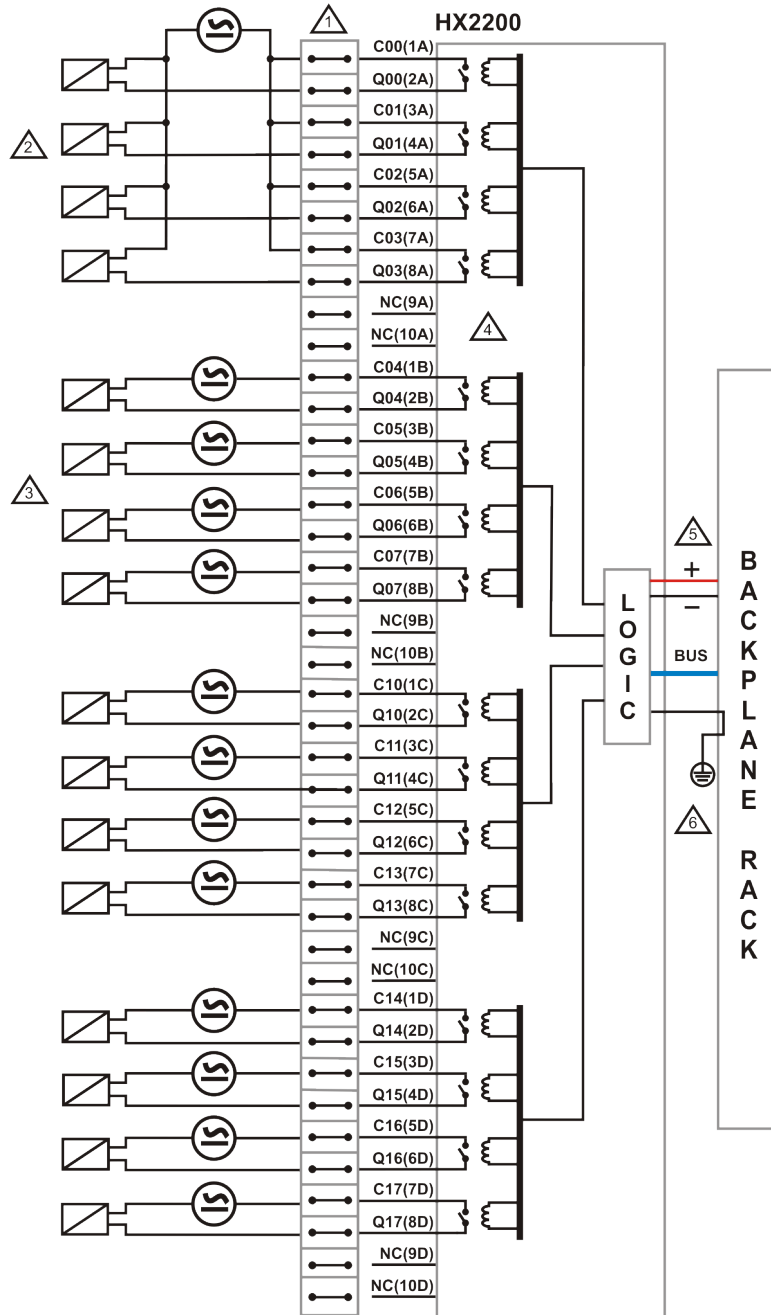 1
HX2200
C00(1A)
Q00(2A)
C01(3A)
2
Q01(4A)
C02(5A)
Q02(6A)
C03(7A)
Q03(8A)
NC(9A)
4
NC(10A)
C04(1B)
Q04(2B)
C05(3B)
Q05(4B)
3
C06(5B)
Q06(6B)
C07(7B)
Q07(8B)
NC(9B)
NC(10B)
C10(1C)
Q10(2C)
C11(3C)
Q11(4C)
C12(5C)
Q12(6C)
C13(7C)
Q13(8C)
NC(9C)
NC(10C)
C14(1D)
Q14(2D)
C15(3D)
Q15(4D)
C16(5D)
Q16(6D)
C17(7D)
Q17(8D)
NC(9D)
NC(10D)
LOGIC
5
+
−
BUS
6
BACKPLANE
RACK